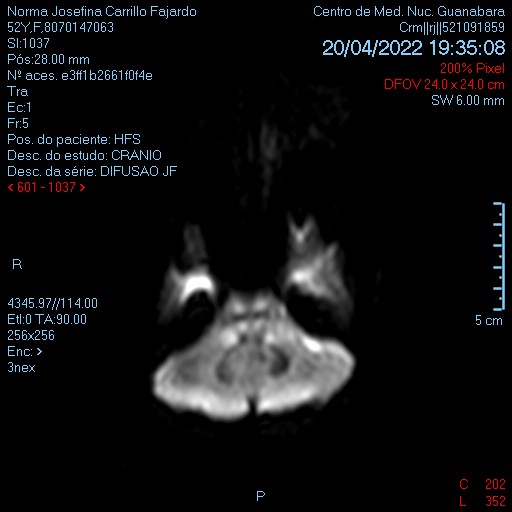 Norma Josefina Carrillo Fajardo
52Y,F,8070147063
Sl:1037
Pós:28.00 mm
Nº aces. e3ff1b2661f0f4e
Tra
Ec:1
Fr:5
Pos. do paciente: HFS
Desc. do estudo: CRANIO
Desc. da série: DIFUSAO JF
< 601 - 1037 >
Centro de Med. Nuc. Guanabara
Crm||rj||521091859
20/04/2022 19:35:08
200% Pixel
DFOV 24.0 x 24.0 cm
SW 6.00 mm
R
4345.97//114.00
Etl:0 TA:90.00
256x256
Enc: >
3nex
5 cm
P
C 202
L 352